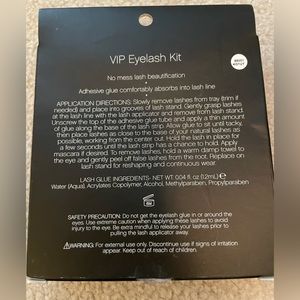 VIP Eyelash Kit
No mess lash beautification
+
Adhesive glue comfortably absorbs into lash line
APPLICATION DIRECTIONS: Slowly remove lashes from tray (trim if
needed) and place into grooves of lash stand. Gently grasp lashes
at the lash line with the lash applicator and remove from lash stand.
Unscrew the top of the adhesive glue tube and apply a thin amount
of glue along the base of the lash strip. Allow glue to sit until tacky,
then place lashes as close to the base of your natural lashes as
possible, working from the center out. Hold the lash in place for
a few seconds until the lash strip has a chance to hold. Apply
mascara if desired. To remove lashes, hold a warm damp towel to
the eye and gently peel off false lashes from the root. Replace on
lash stand for reshaping and continuous wear.
LASH GLUE INGREDIENTS- NET WT: 0.04 fl oz (1.2mL) e
Water (Aqua), Acrylates Copolymer, Alcohol, Methylparaben, Propylparaben
SAFETY PRECAUTION: Do not get the eyelash glue in or around the
eyes. Use extreme caution when applying these lashes to avoid
injury to the eye. Be extra mindful to release your lashes prior to
pulling the lash applicator away.
WARNING: For external use only. Discontinue use if signs of irritation
appear. Keep out of reach of children.